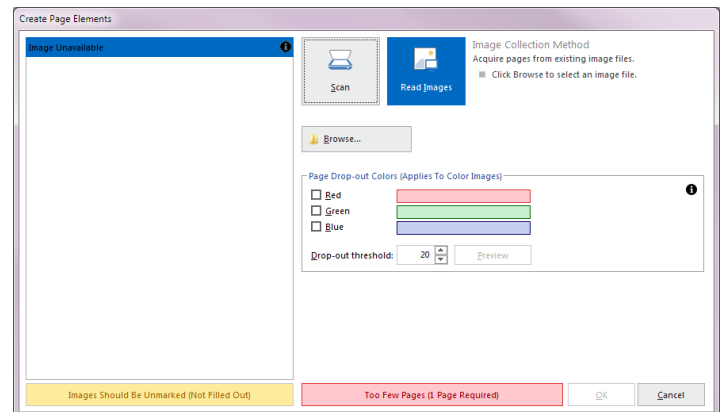 Create Page Elements
Image Unavailable
Scan
Read Images
Image Collection Method
Acquire pages from existing image files.
Click Browse to select an image file.
Browse...
Page Drop-out Colors (Applies To Color Images)
Red
Green
Blue
Drop-out threshold: 20 Preview
Images Should Be Unmarked (Not Filled Out) Too Few Pages (1 Page Required) OK Cancel